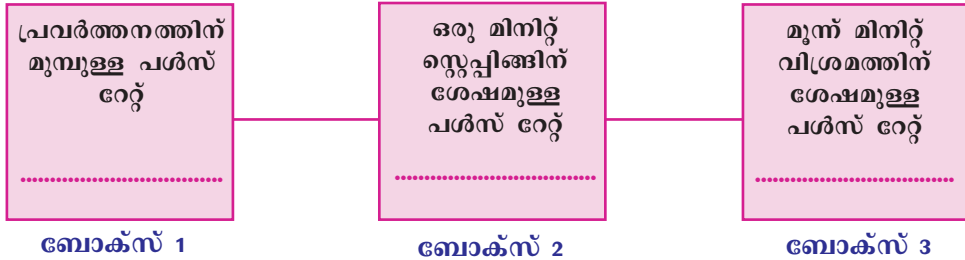 പ്രവർത്തനത്തിന്
മുമ്പുള്ള പൾസ്
റേറ്റ്
..................................
ബോക്സ് 1
ഒരു മിനിറ്റ്
സ്റ്റെപ്പിങ്ങിന്
ശേഷമുള്ള
പൾസ് റേറ്റ്
..................................
ബോക്സ് 2
മൂന്ന് മിനിറ്റ്
വിശ്രമത്തിന്
ശേഷമുള്ള
പൾസ് റേറ്റ്
..................................
ബോക്സ് 3